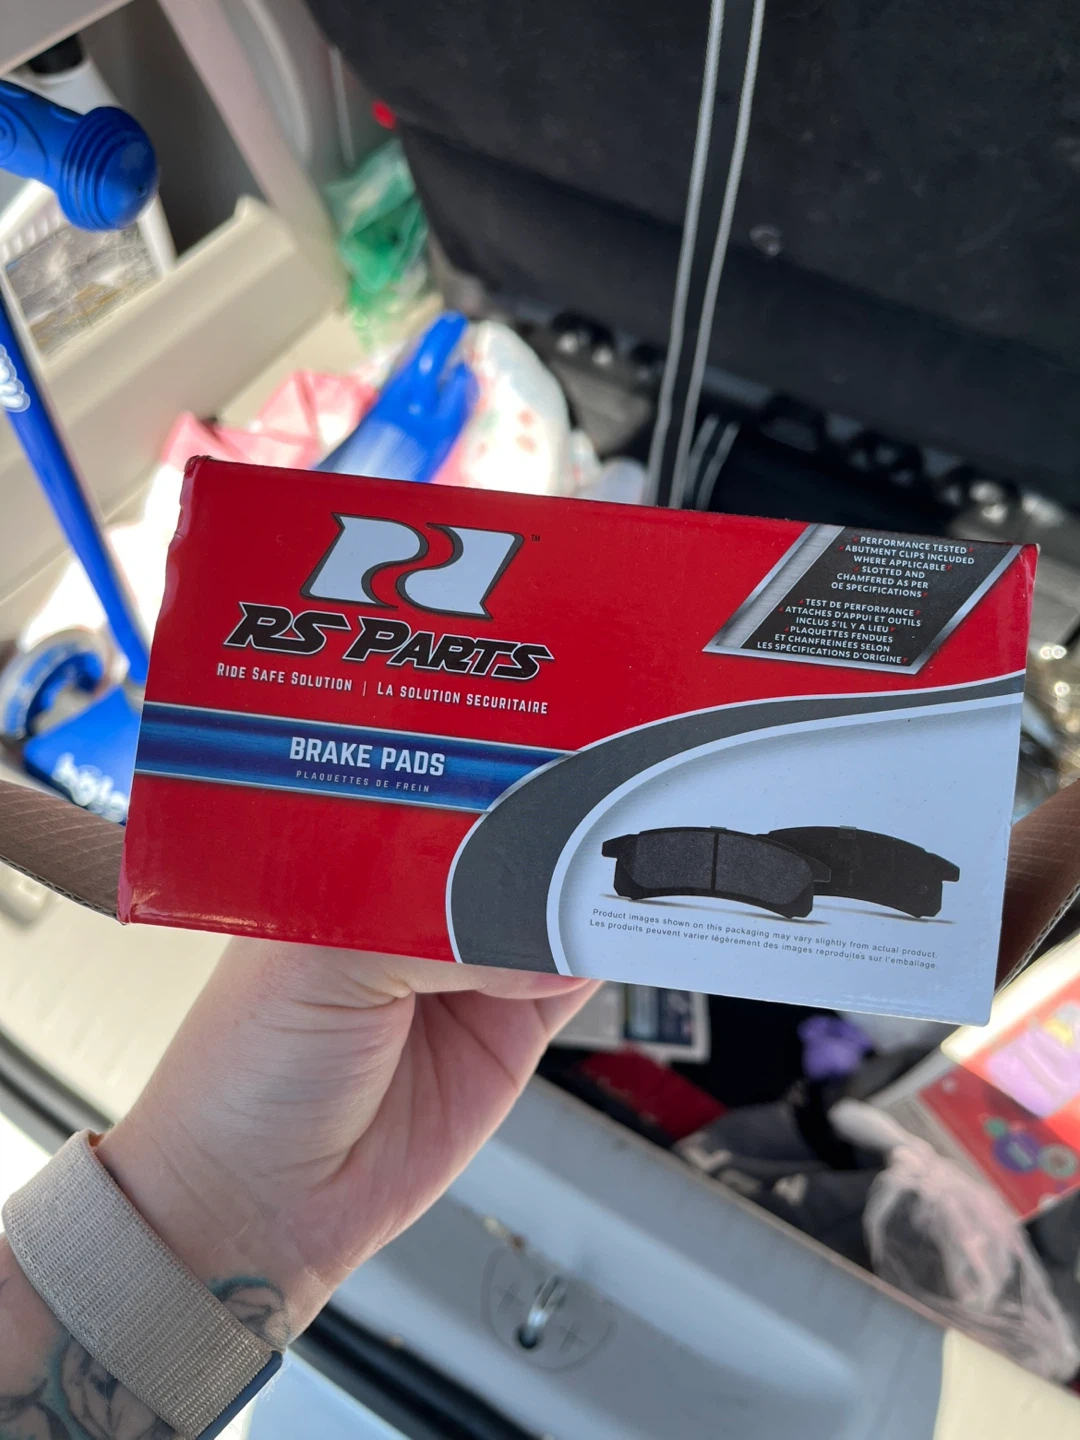 RS PARTS™
RIDE SAFE SOLUTION | LA SOLUTION SECURITAIRE
BRAKE PADS
PLAQUETTES DE FREIN
PERFORMANCE TESTED
ABUTMENT CLIPS INCLUDED
WHERE APPLICABLE
SLOTTED AND
CHAMFERED AS PER
OE SPECIFICATIONS
TEST DE PERFORMANCE
ATTACHES D'APPUI ET OUTILS
INCLUS S'IL Y A LIEU
PLAQUETTES FENDUES
ET CHANFREINÉES SELON
LES SPÉCIFICATIONS D'ORIGINE
Product images shown on this packaging may vary slightly from actual product.
Les produits peuvent varier légèrement des images reproduites sur l'emballage.